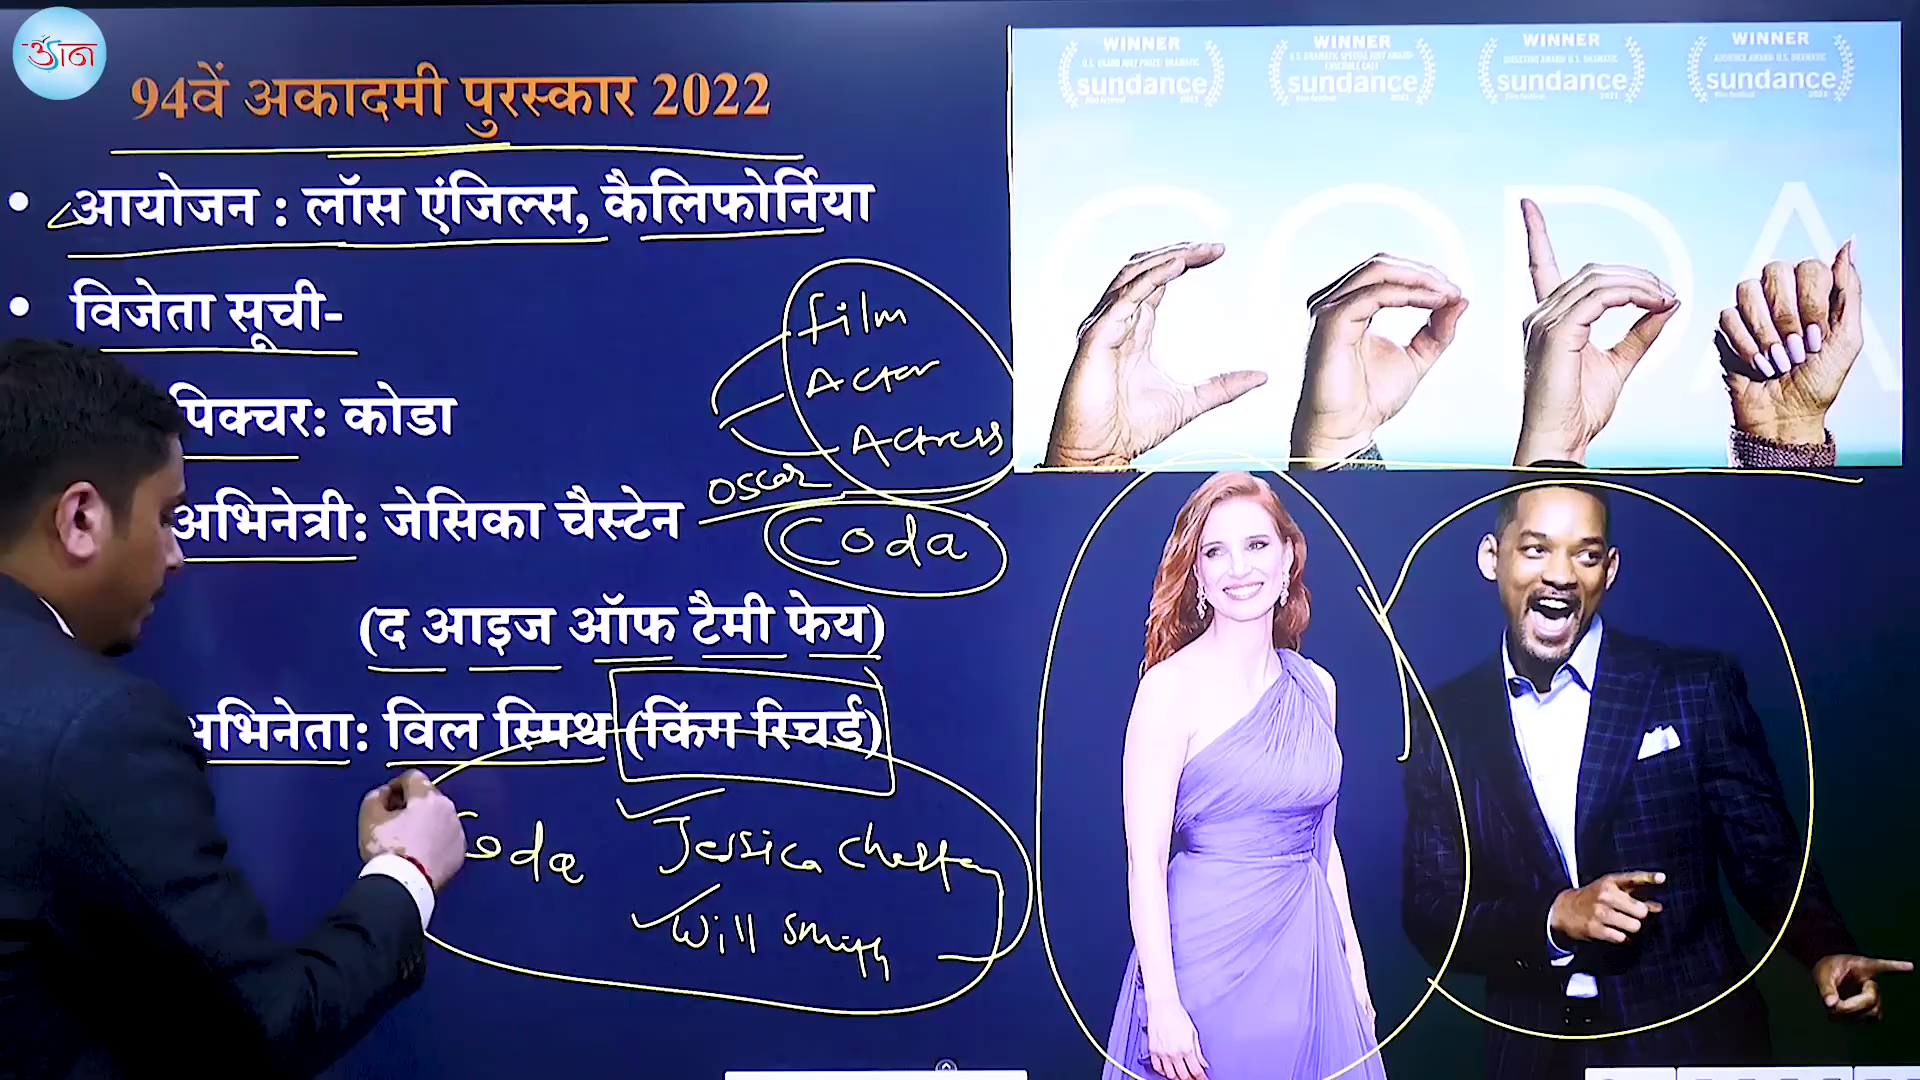 ज्ञान
94वें अकादमी पुरस्कार 2022
• आयोजन : लॉस एंजिल्स, कैलिफोर्निया
• विजेता सूची-
पिक्चर: कोडा
अभिनेत्री: जेसिका चैस्टेन
(द आइज ऑफ टैमी फेय)
अभिनेता: विल स्मिथ (किंग रिचर्ड)
film
Actor
Actress
oscar
Coda
Coda
Jessica
Will Smith
WINNER
sundance
WINNER
sundance
WINNER
sundance
WINNER
sundance
CODA